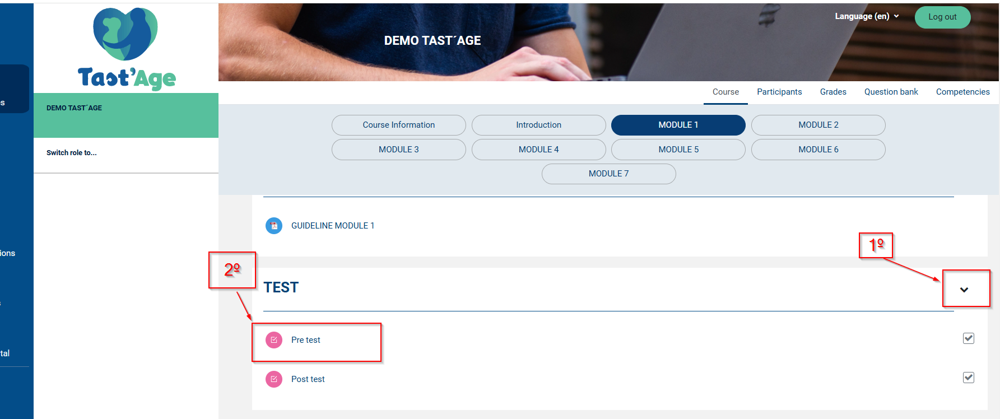 Tast'Age
DEMO TAST´AGE
Switch role to...
DEMO TAST´AGE
Language (en)
Log out
Course
Participants
Grades
Question bank
Competencies
Course Information
Introduction
MODULE 1
MODULE 2
MODULE 3
MODULE 4
MODULE 5
MODULE 6
MODULE 7
GUIDELINE MODULE 1
1º
2º
TEST
Pre test
Post test
ions
tal